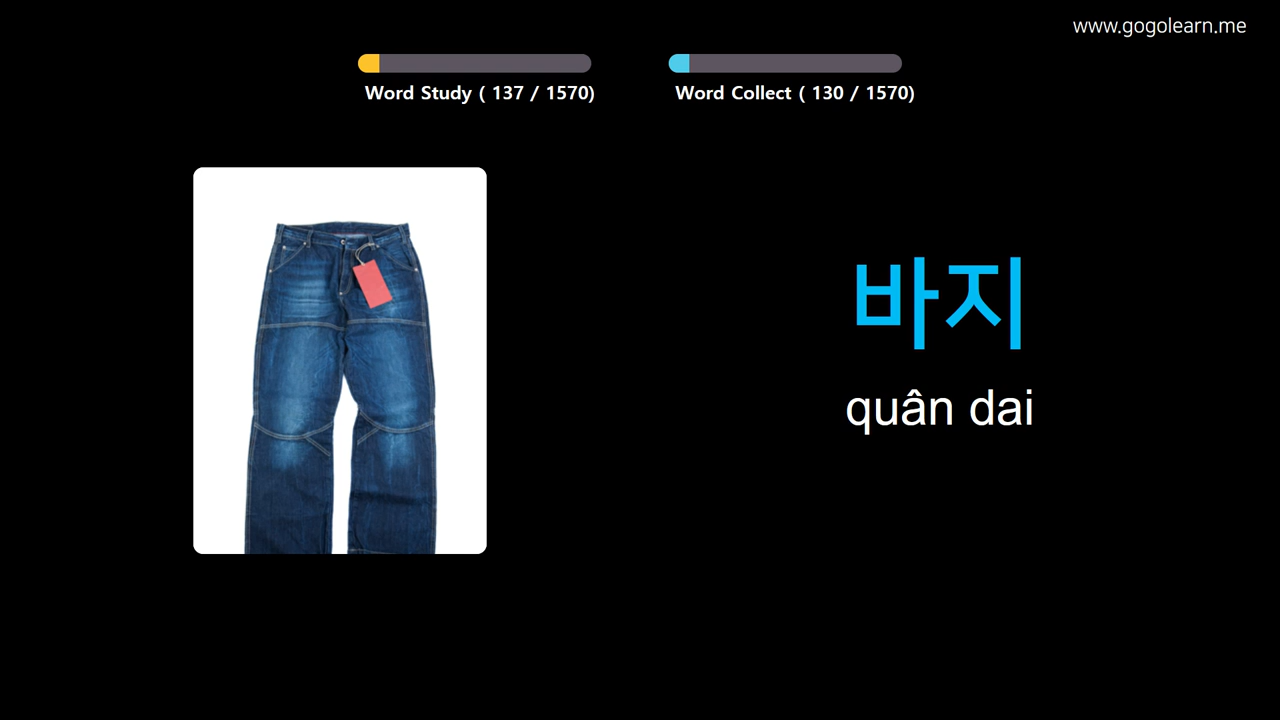 www.gogolearn.me
Word Study ( 137 / 1570)
Word Collect ( 130 / 1570)
바지
quân dai